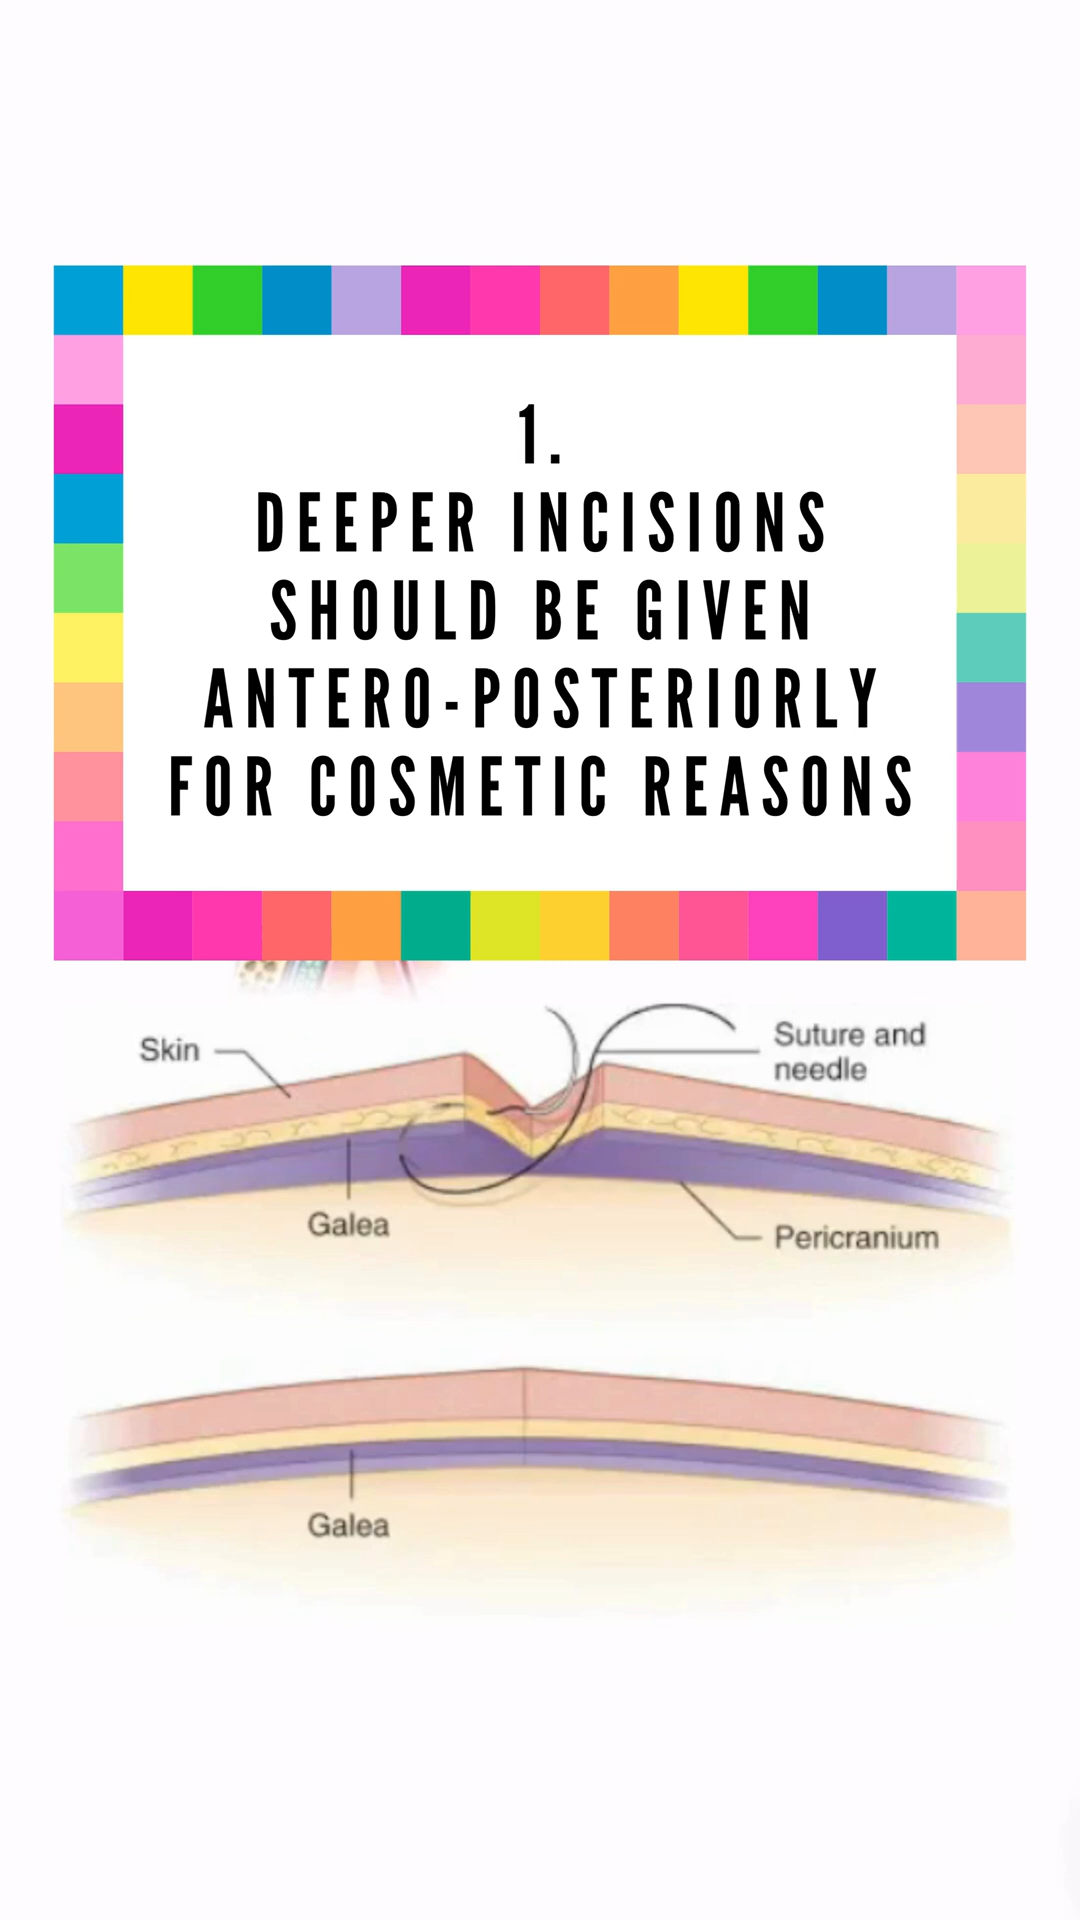 1.
DEEPER INCISIONS
SHOULD BE GIVEN
ANTERO-POSTERIORLY
FOR COSMETIC REASONS
Skin
Suture and
needle
Galea
Pericranium
Galea